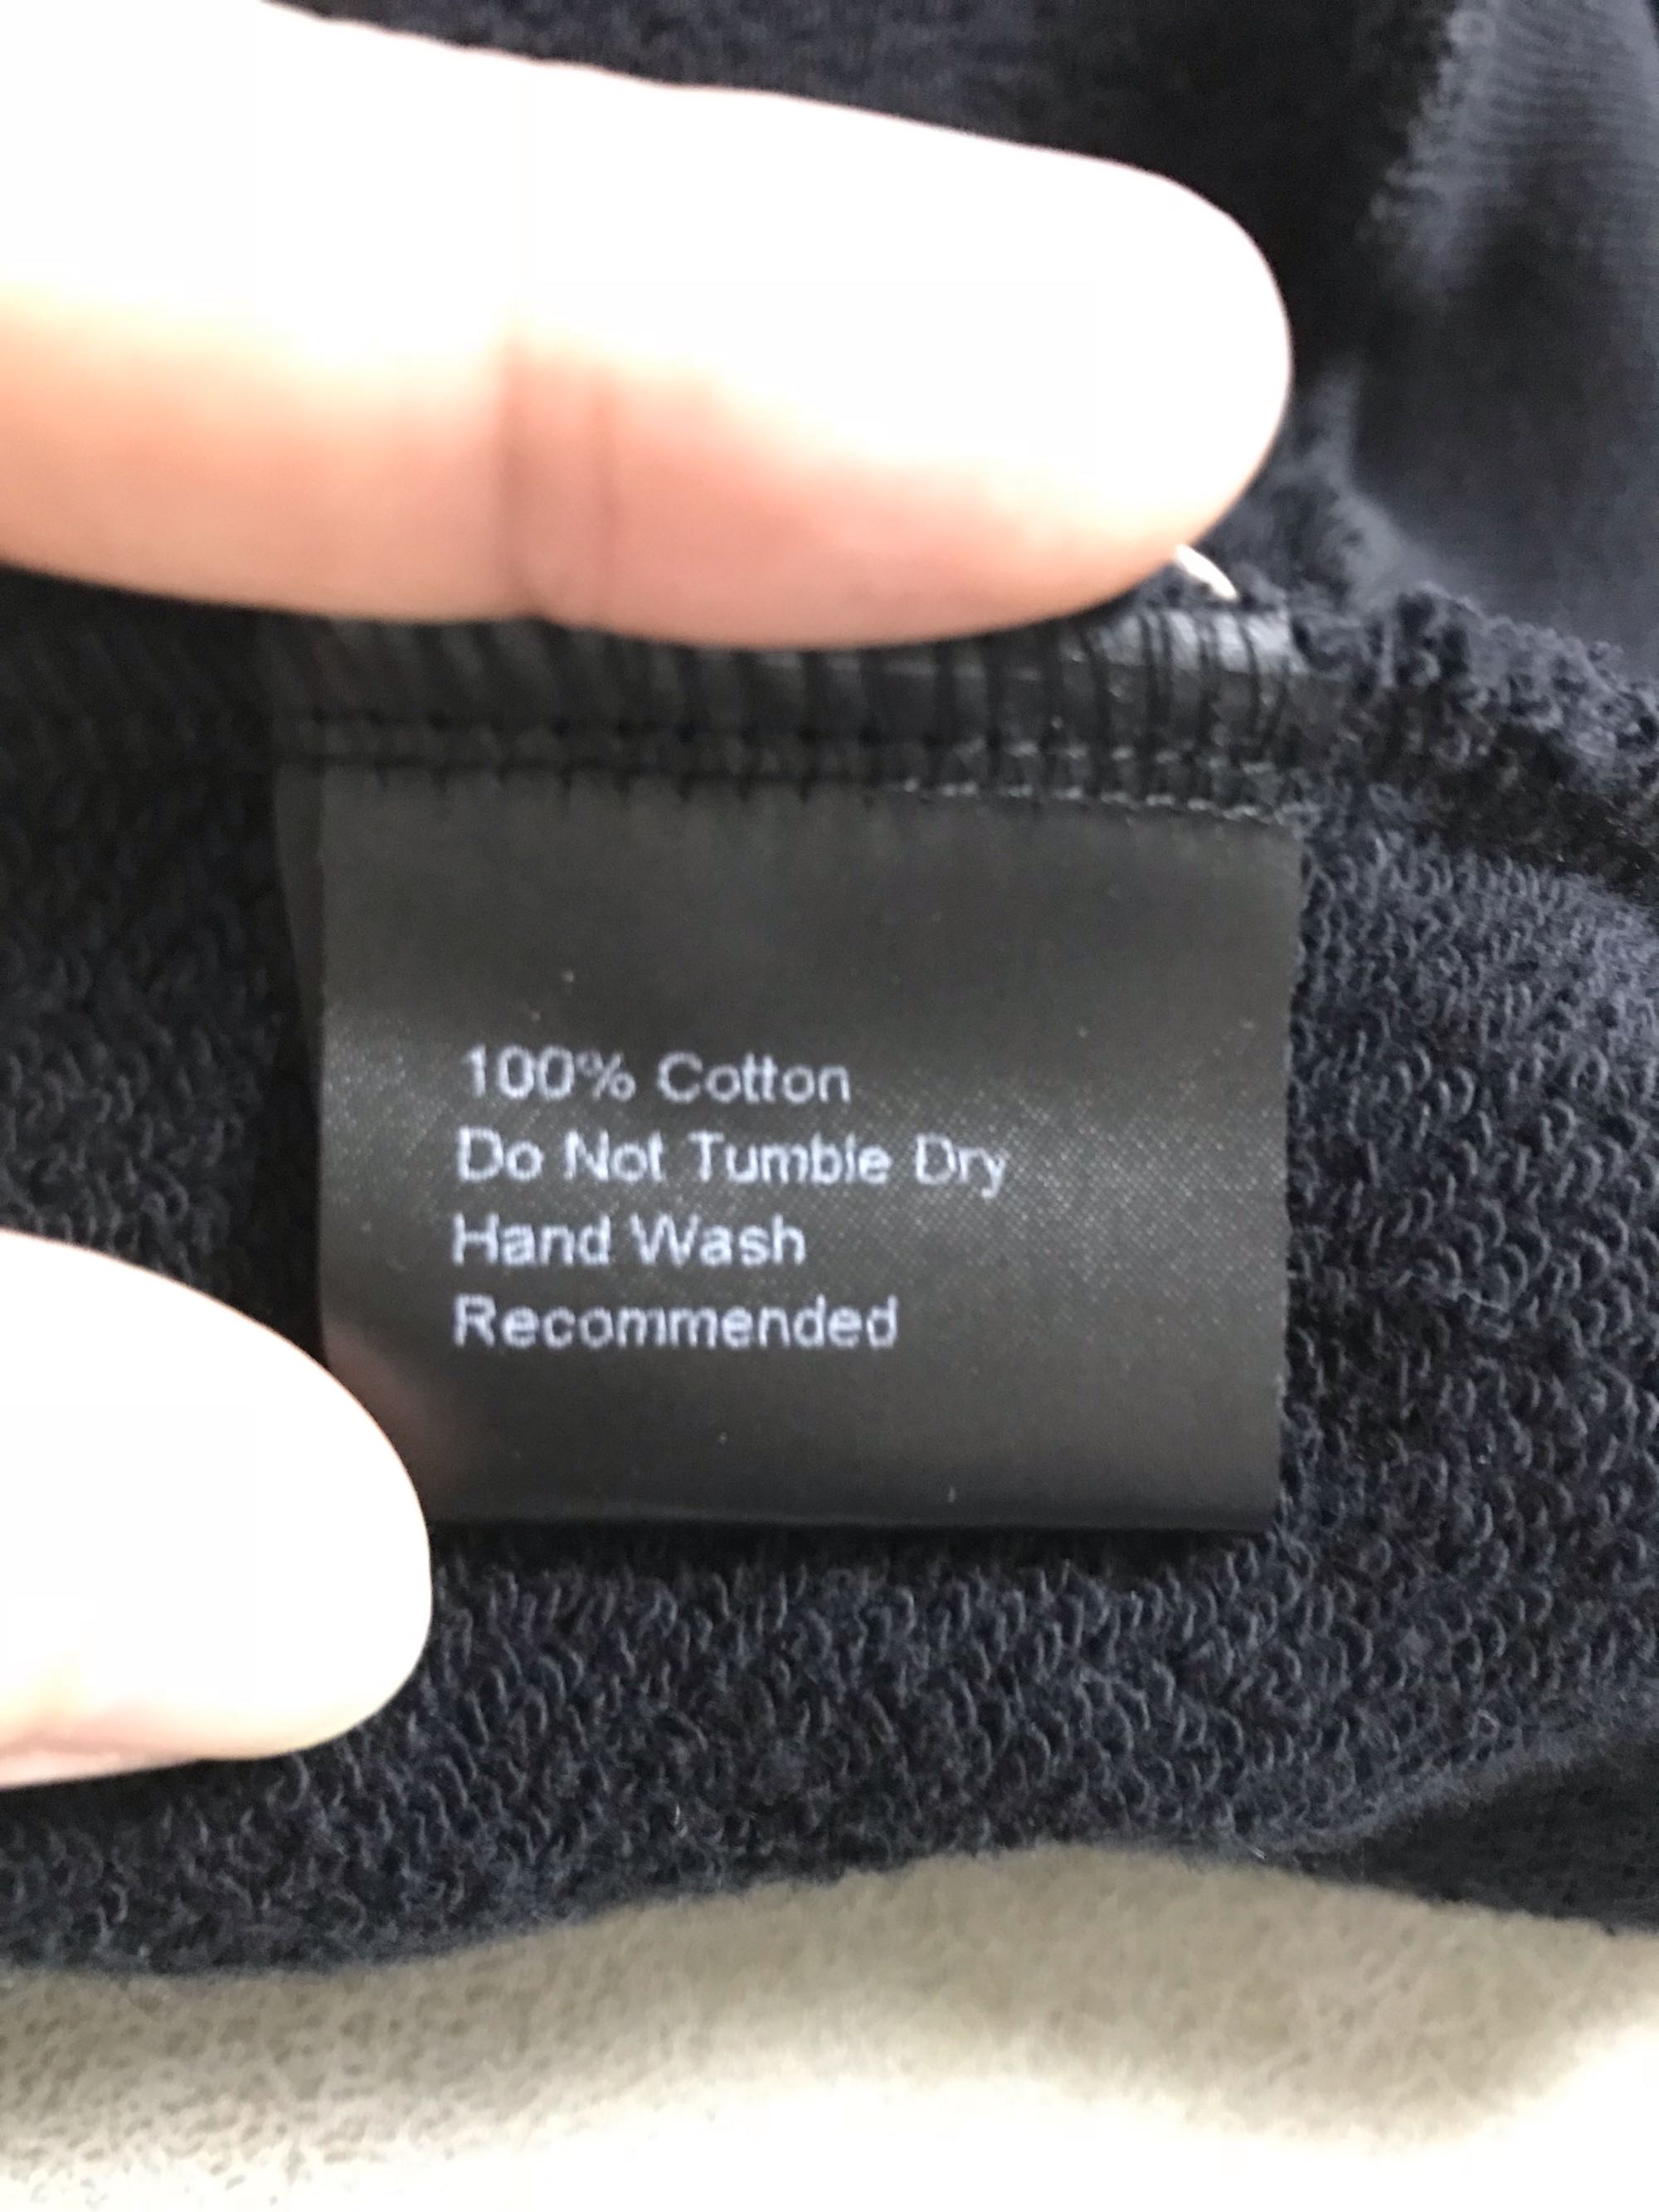 100% Cotton
Do Not Tumble Dry
Hand Wash
Recommended